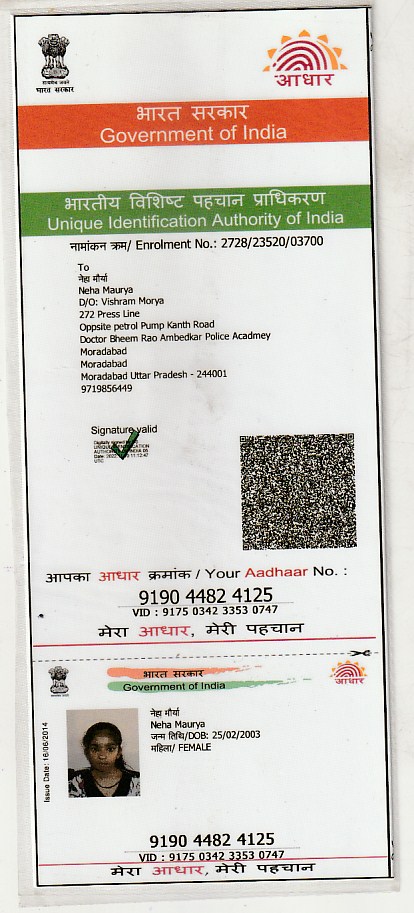 भारत सरकार
आधार
भारत सरकार
Government of India
भारतीय विशिष्ट पहचान प्राधिकरण
Unique Identification Authority of India
नामांकन क्रम/ Enrolment No.: 2728/23520/03700
To
नेहा मौर्या
Neha Maurya
D/O: Vishram Morya
272 Press Line
Oppsite petrol Pump Kanth Road
Doctor Bheem Rao Ambedkar Police Acadmey
Moradabad
Moradabad
Moradabad Uttar Pradesh - 244001
9719856449
Signature valid
Digitally signed
आपका आधार क्रमांक / Your Aadhaar No. :
9190 4482 4125
VID : 9175 0342 3353 0747
मेरा आधार, मेरी पहचान
भारत सरकार
Government of India
आधार
Issue Date: 16/06/2014
नेहा मौर्या
Neha Maurya
जन्म तिथि/DOB: 25/02/2003
महिला/ FEMALE
9190 4482 4125
VID : 9175 0342 3353 0747
मेरा आधार, मेरी पहचान